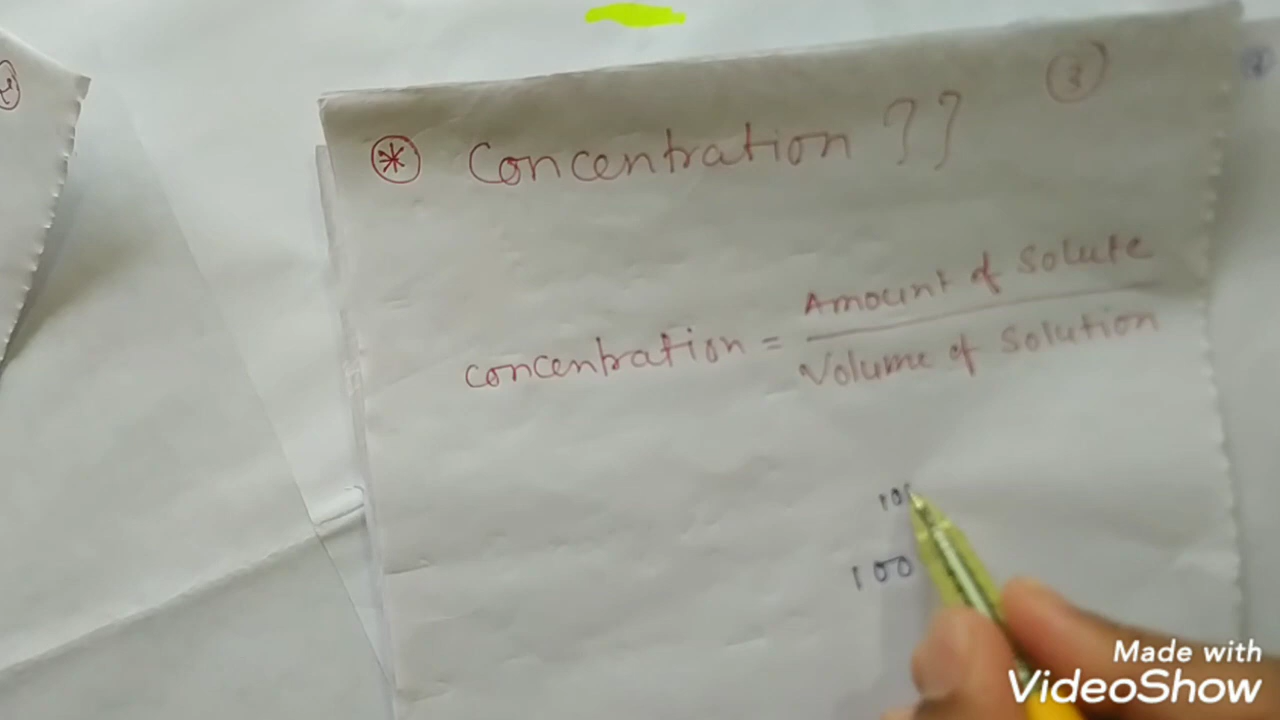 3
* Concentration ??
concentration = Amount of Solute
Volume of Solution
100
Made with
VideoShow